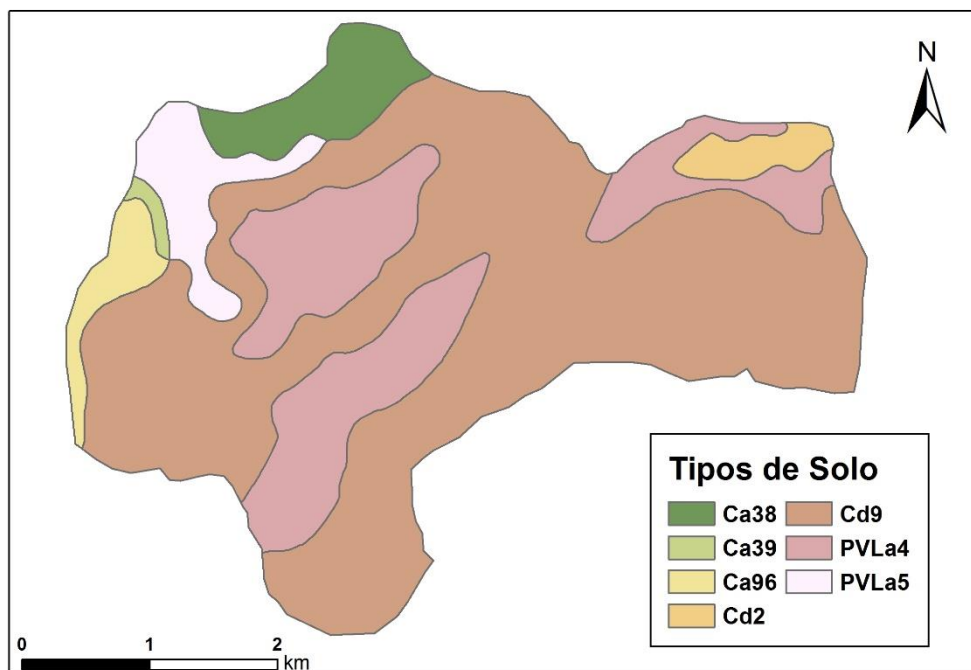 N
Tipos de Solo
Ca38 Cd9
Ca39 PVLa4
Ca96 PVLa5
Cd2
0 1 2
km